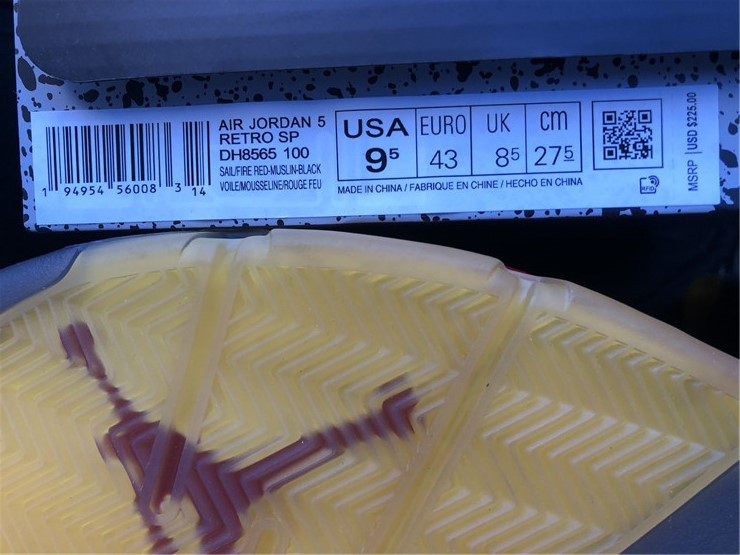 AIR JORDAN 5
RETRO SP
DH8565 100
SAIL/FIRE RED-MUSLIN-BLACK
VOILE/MOUSSELINE/ROUGE FEU
1 94954 56008 3 14
USA EURO UK cm
9⁵ 43 8⁵ 27⁵
MADE IN CHINA / FABRIQUE EN CHINE / HECHO EN CHINA
RFID
MSRP USD $225.00